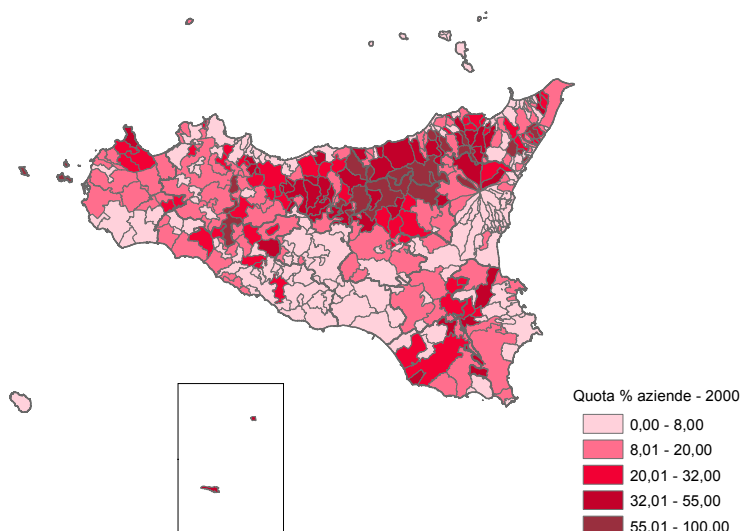 Quota % aziende - 2000
0,00 - 8,00
8,01 - 20,00
20,01 - 32,00
32,01 - 55,00
55,01 - 100,00